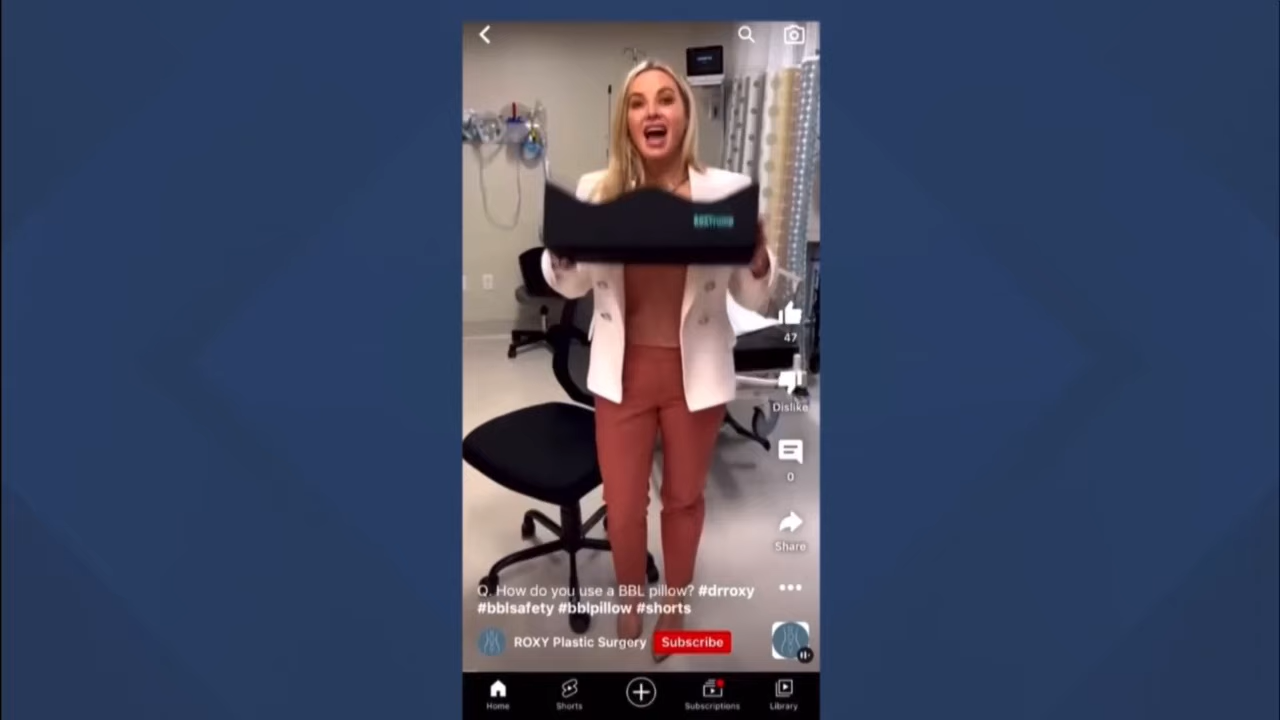 47
Dislike
0
Share
Q. How do you use a BBL pillow? #drroxy
#bblsafety #bblpillow #shorts
ROXY Plastic Surgery Subscribe
Home Shorts Subscriptions Library